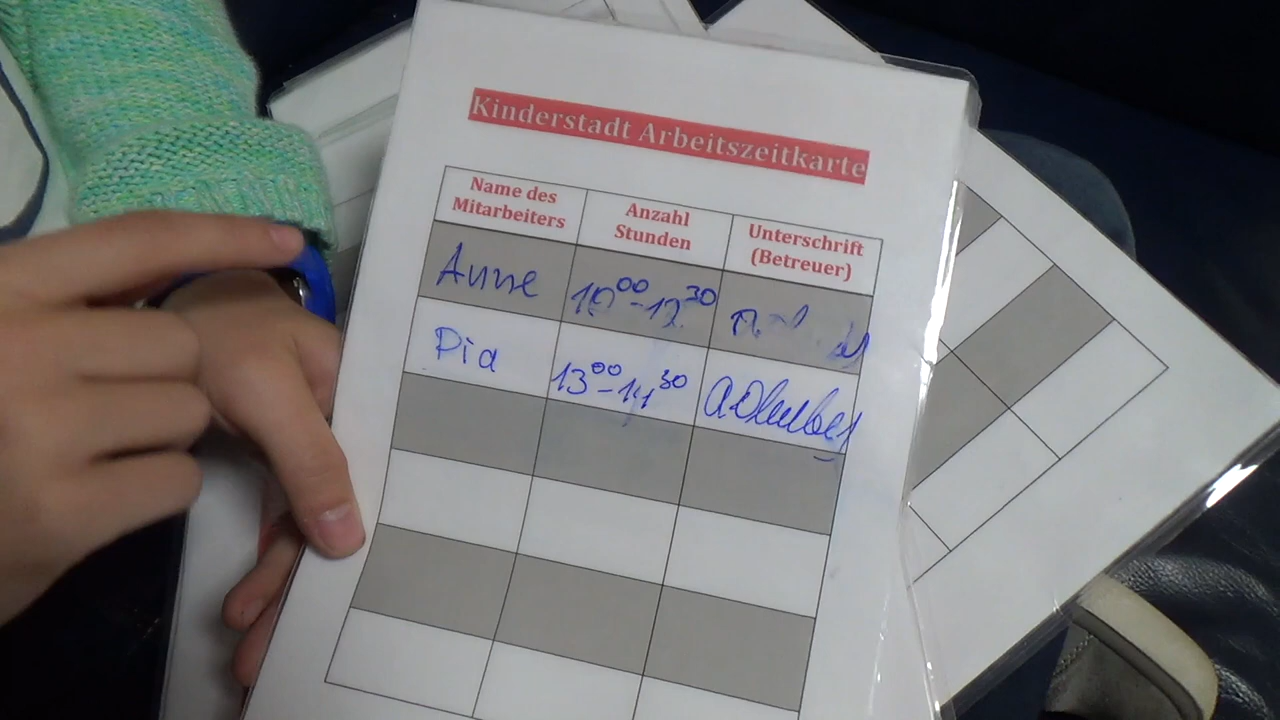 Kinderstadt Arbeitszeitkarte
Name des Mitarbeiters
Anzahl Stunden
Unterschrift (Betreuer)
Anne 10⁰⁰-12³⁰
Pia 13⁰⁰-14³⁰